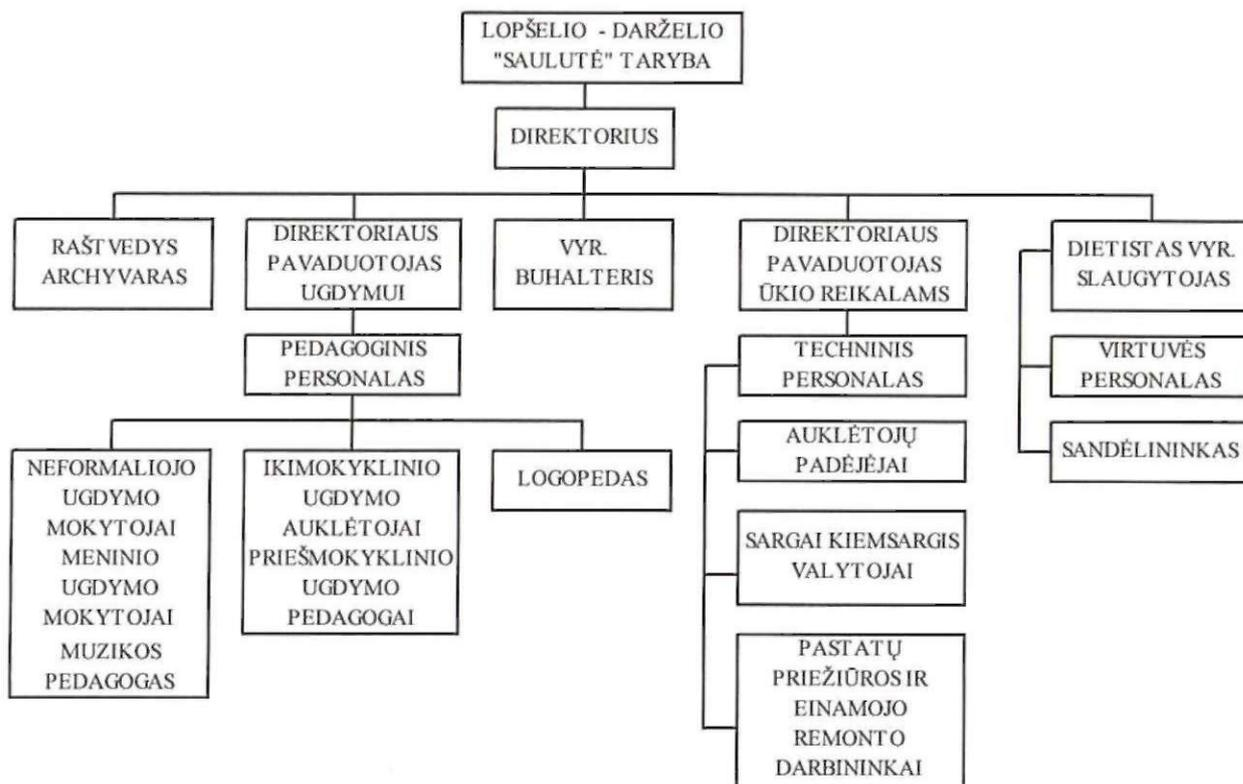 LOPŠELIO - DARŽELIO
"SAULUTĖ" TARYBA
DIREKTORIUS
RAŠTVEDYS
ARCHYVARAS
DIREKTORIAUS
PAVADUOTOJAS
UGDYMUI
VYR.
BUHALTERIS
DIREKTORIAUS
PAVADUOTOJAS
ŪKIO REIKALAMS
DIETISTAS VYR.
SLAUGYTOJAS
PEDAGOGINIS
PERSONALAS
TECHNINIS
PERSONALAS
VIRTUVĖS
PERSONALAS
NEFORMALIOJO
UGDYMO
MOKYTOJAI
MENINIO
UGDYMO
MOKYTOJAI
MUZIKOS
PEDAGOGAS
IKIMOKYKLINIO
UGDYMO
AUKLĖTOJAI
PRIEŠMOKYKLINIO
UGDYMO
PEDAGOGAI
LOGOPEDAS
AUKLĖTOJŲ
PADĖJĖJAI
SANDĖLININKAS
SARGAI KIEMSARGIS
VALYTOJAI
PASTATŲ
PRIEŽIŪROS IR
EINAMOJO
REMONTO
DARBININKAI